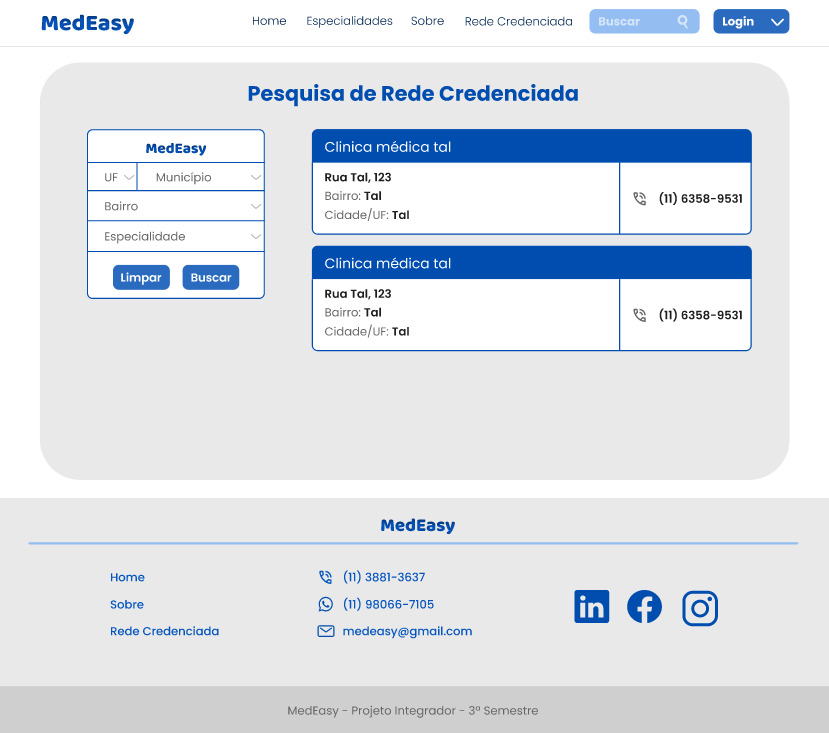 MedEasy
Home Especialidades Sobre Rede Credenciada Buscar Login
Pesquisa de Rede Credenciada
MedEasy
UF Município
Bairro
Especialidade
Limpar Buscar
Clinica médica tal
Rua Tal, 123
Bairro: Tal
Cidade/UF: Tal
(11) 6358-9531
Clinica médica tal
Rua Tal, 123
Bairro: Tal
Cidade/UF: Tal
(11) 6358-9531
MedEasy
Home
Sobre
Rede Credenciada
(11) 3881-3637
(11) 98066-7105
medeasy@gmail.com
in
MedEasy - Projeto Integrador - 3º Semestre